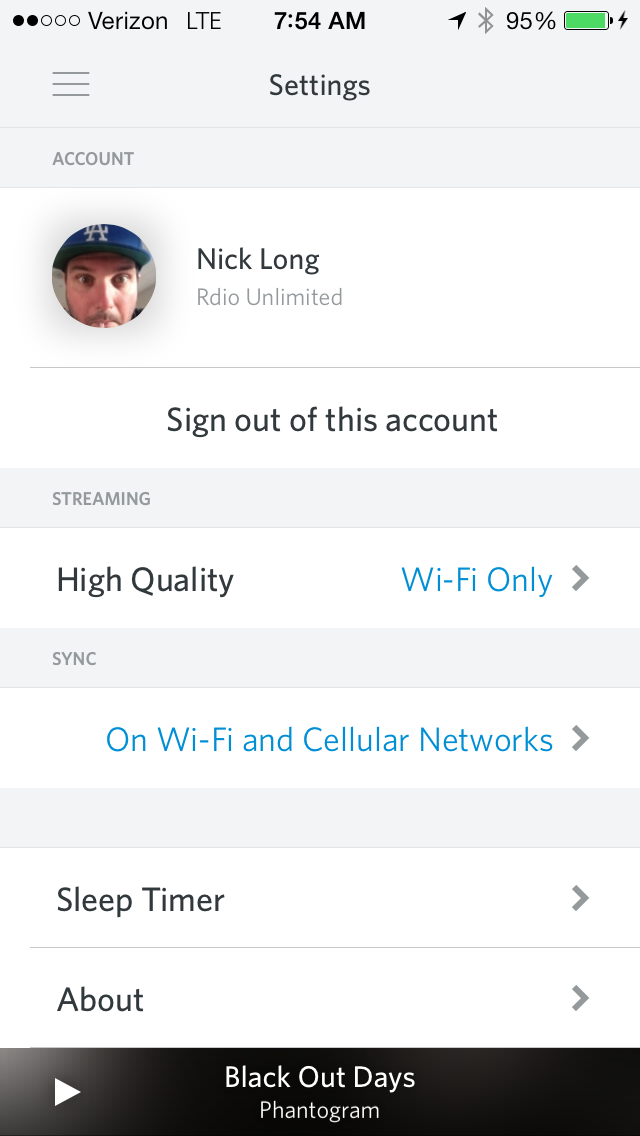 Verizon LTE 7:54 AM 95%
Settings
ACCOUNT
Nick Long
Rdio Unlimited
Sign out of this account
STREAMING
High Quality Wi-Fi Only
SYNC
On Wi-Fi and Cellular Networks
Sleep Timer
About
Black Out Days
Phantogram